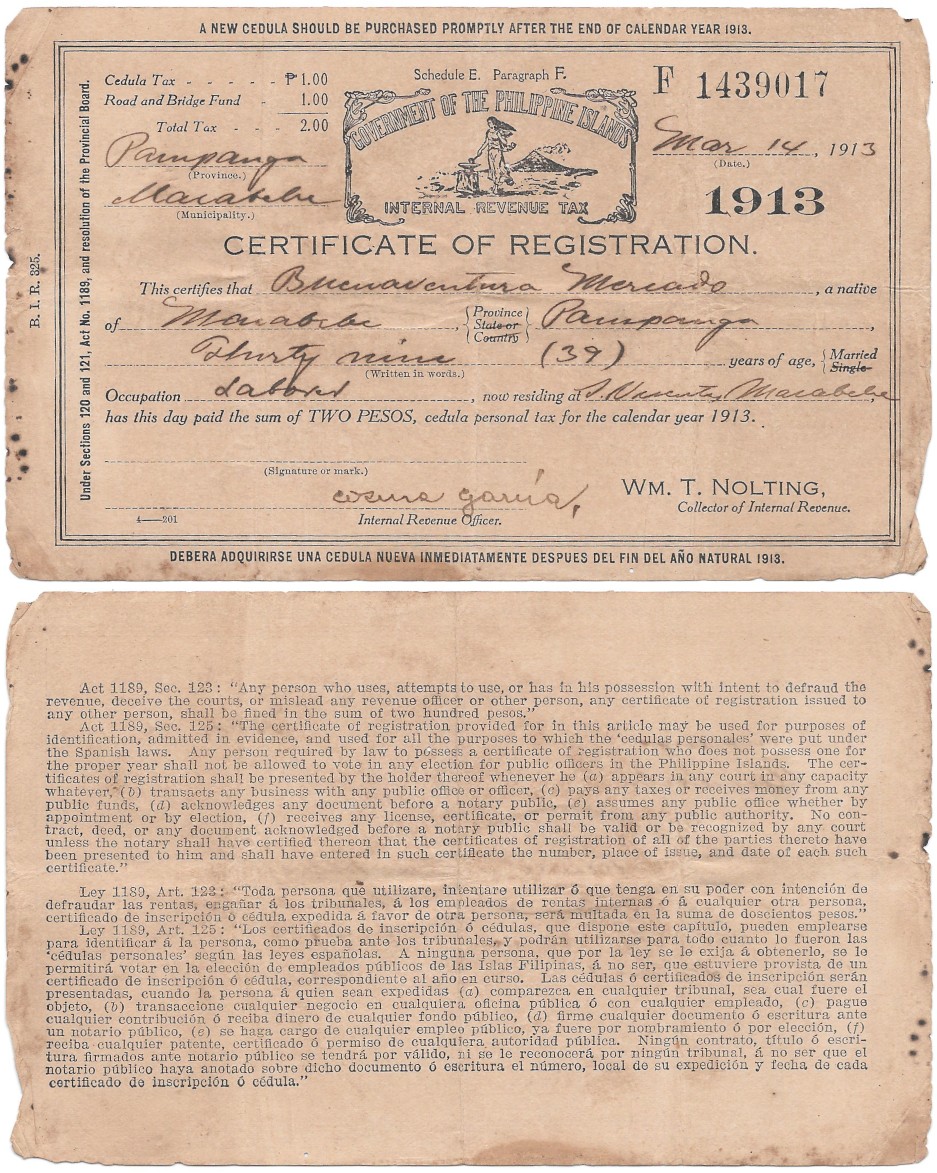 A NEW CEDULA SHOULD BE PURCHASED PROMPTLY AFTER THE END OF CALENDAR YEAR 1913.
Cedula Tax - - - - - ₱ 1.00
Road and Bridge Fund - 1.00
Total Tax - - - 2.00
Schedule E. Paragraph F.
GOVERNMENT OF THE PHILIPPINE ISLANDS
INTERNAL REVENUE TAX
F 1439017
Mar 14, 1913
(Date.)
1913
Pampanga
(Province.)
Macabebe
(Municipality.)
CERTIFICATE OF REGISTRATION.
This certifies that Buenaventura Mercado, a native
of Macabebe, {Province State or Country} Pampanga,
Thirty nine (39) years of age, {Married Single
(Written in words.)
Occupation Labores, now residing at S. Vicente, Macabebe,
has this day paid the sum of TWO PESOS, cedula personal tax for the calendar year 1913.
(Signature or mark.)
García,
Internal Revenue Officer.
WM. T. NOLTING,
Collector of Internal Revenue.
4—201
DEBERA ADQUIRIRSE UNA CEDULA NUEVA INMEDIATAMENTE DESPUES DEL FIN DEL AÑO NATURAL 1913.
B. I. R. 325.
Under Sections 120 and 121, Act No. 1189, and resolution of the Provincial Board.
Act 1189, Sec. 123: "Any person who uses, attempts to use, or has in his possession with intent to defraud the
revenue, deceive the courts, or mislead any revenue officer or other person, any certificate of registration issued to
any other person, shall be fined in the sum of two hundred pesos."
Act 1189, Sec. 125: "The certificate of registration provided for in this article may be used for purposes of
identification, admitted in evidence, and used for all the purposes to which the 'cedulas personales' were put under
the Spanish laws. Any person required by law to possess a certificate of registration who does not possess one for
the proper year shall not be allowed to vote in any election for public officers in the Philippine Islands. The cer-
tificates of registration shall be presented by the holder thereof whenever he (a) appears in any court in any capacity
whatever, (b) transacts any business with any public office or officer, (c) pays any taxes or receives money from any
public funds, (d) acknowledges any document before a notary public, (e) assumes any public office whether by
appointment or by election, (f) receives any license, certificate, or permit from any public authority. No con-
tract, deed, or any document acknowledged before a notary public shall be valid or be recognized by any court
unless the notary shall have certified thereon that the certificates of registration of all of the parties thereto have
been presented to him and shall have entered in such certificate the number, place of issue, and date of each such
certificate."
Ley 1189, Art. 123: "Toda persona que utilizare, intentare utilizar ó que tenga en su poder con intención de
defraudar las rentas, engañar á los tribunales, á los empleados de rentas internas ó á cualquier otra persona,
certificado de inscripción ó cédula expedida á favor de otra persona, será multada en la suma de doscientos pesos."
Ley 1189, Art. 125: "Los certificados de inscripción ó cédulas, que dispone este capítulo, pueden emplearse
para identificar á la persona, como prueba ante los tribunales, y podrán utilizarse para todo cuanto lo fueron las
'cédulas personales' según las leyes españolas. A ninguna persona, que por la ley se le exija á obtenerlo, se le
permitirá votar en la elección de empleados públicos de las Islas Filipinas, á no ser, que estuviere provista de un
certificado de inscripción ó cédula, correspondiente al año en curso. Las cédulas ó certificados de inscripción serán
presentadas, cuando la persona á quien sean expedidas (a) comparezca en cualquier tribunal, sea cual fuere el
objeto, (b) transaccione cualquier negocio en cualquiera oficina pública ó con cualquier empleado, (c) pague
cualquier contribución ó reciba dinero de cualquier fondo público, (d) firme cualquier documento ó escritura ante
un notario público, (e) se haga cargo de cualquier empleo público, ya fuere por nombramiento ó por elección, (f)
reciba cualquier patente, certificado ó permiso de cualquiera autoridad pública. Ningún contrato, título ó escri-
tura firmados ante notario público se tendrá por válido, ni se le reconocerá por ningún tribunal, á no ser que el
notario público haya anotado sobre dicho documento ó escritura el número, local de su expedición y fecha de cada
certificado de inscripción ó cédula."